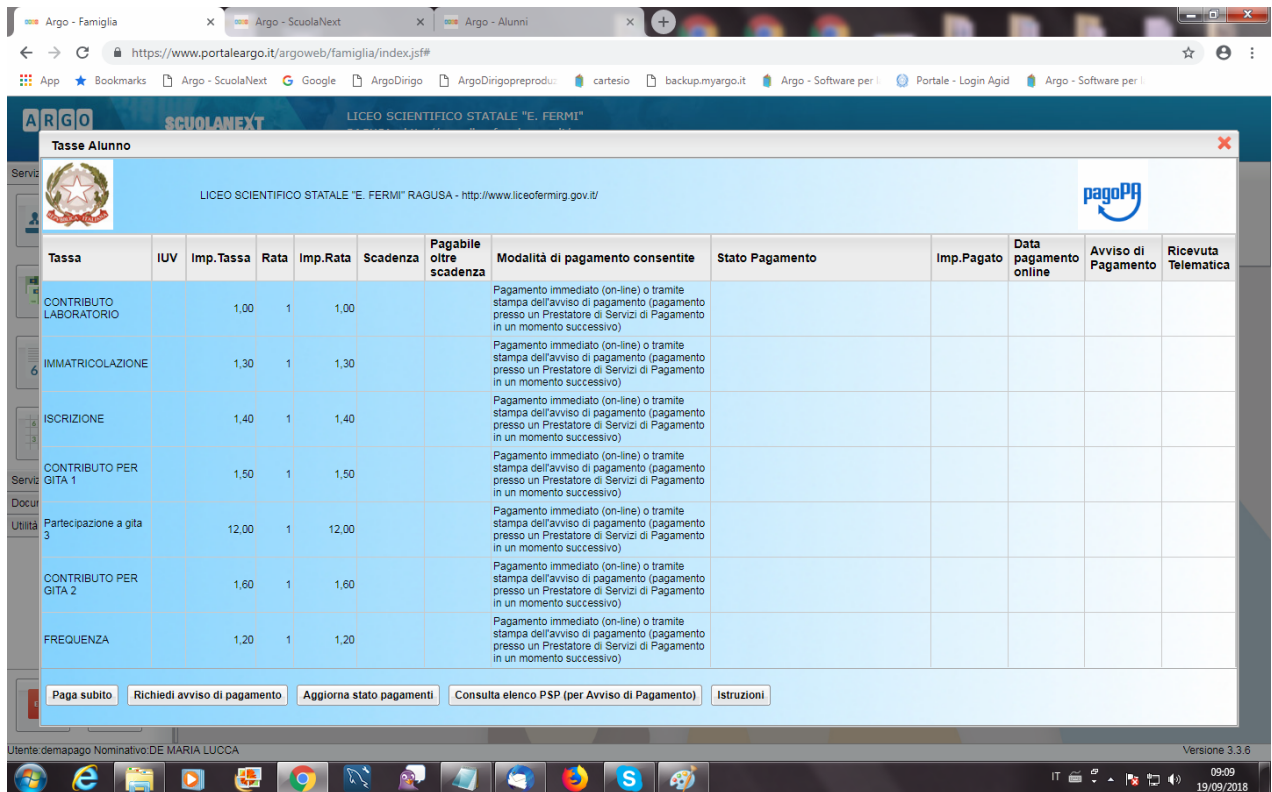 Argo - Famiglia
Argo - ScuolaNext
Argo - Alunni
https://www.portaleargo.it/argoweb/famiglia/index.jsf#
App Bookmarks Argo - ScuolaNext Google ArgoDirigo ArgoDirigopreprodu cartesio backup.myargo.it Argo - Software per Portale - Login Agid Argo - Software per
ARGO SCUOLANEXT LICEO SCIENTIFICO STATALE "E. FERMI"
Tasse Alunno
LICEO SCIENTIFICO STATALE "E. FERMI" RAGUSA - http://www.liceofermirg.gov.it/
pagoPA
Tassa IUV Imp.Tassa Rata Imp.Rata Scadenza Pagabile oltre scadenza Modalità di pagamento consentite Stato Pagamento Imp.Pagato Data pagamento online Avviso di Pagamento Ricevuta Telematica
CONTRIBUTO LABORATORIO 1,00 1 1,00 Pagamento immediato (on-line) o tramite
stampa dell'avviso di pagamento (pagamento
presso un Prestatore di Servizi di Pagamento
in un momento successivo)
IMMATRICOLAZIONE 1,30 1 1,30 Pagamento immediato (on-line) o tramite
stampa dell'avviso di pagamento (pagamento
presso un Prestatore di Servizi di Pagamento
in un momento successivo)
ISCRIZIONE 1,40 1 1,40 Pagamento immediato (on-line) o tramite
stampa dell'avviso di pagamento (pagamento
presso un Prestatore di Servizi di Pagamento
in un momento successivo)
CONTRIBUTO PER GITA 1 1,50 1 1,50 Pagamento immediato (on-line) o tramite
stampa dell'avviso di pagamento (pagamento
presso un Prestatore di Servizi di Pagamento
in un momento successivo)
Partecipazione a gita 3 12,00 1 12,00 Pagamento immediato (on-line) o tramite
stampa dell'avviso di pagamento (pagamento
presso un Prestatore di Servizi di Pagamento
in un momento successivo)
CONTRIBUTO PER GITA 2 1,60 1 1,60 Pagamento immediato (on-line) o tramite
stampa dell'avviso di pagamento (pagamento
presso un Prestatore di Servizi di Pagamento
in un momento successivo)
FREQUENZA 1,20 1 1,20 Pagamento immediato (on-line) o tramite
stampa dell'avviso di pagamento (pagamento
presso un Prestatore di Servizi di Pagamento
in un momento successivo)
Serviz
Serviz
Docur
Utilità
Paga subito Richiedi avviso di pagamento Aggiorna stato pagamenti Consulta elenco PSP (per Avviso di Pagamento) Istruzioni
Utente:demapago Nominativo:DE MARIA LUCCA Versione 3.3.6
IT 09:09
19/09/2018